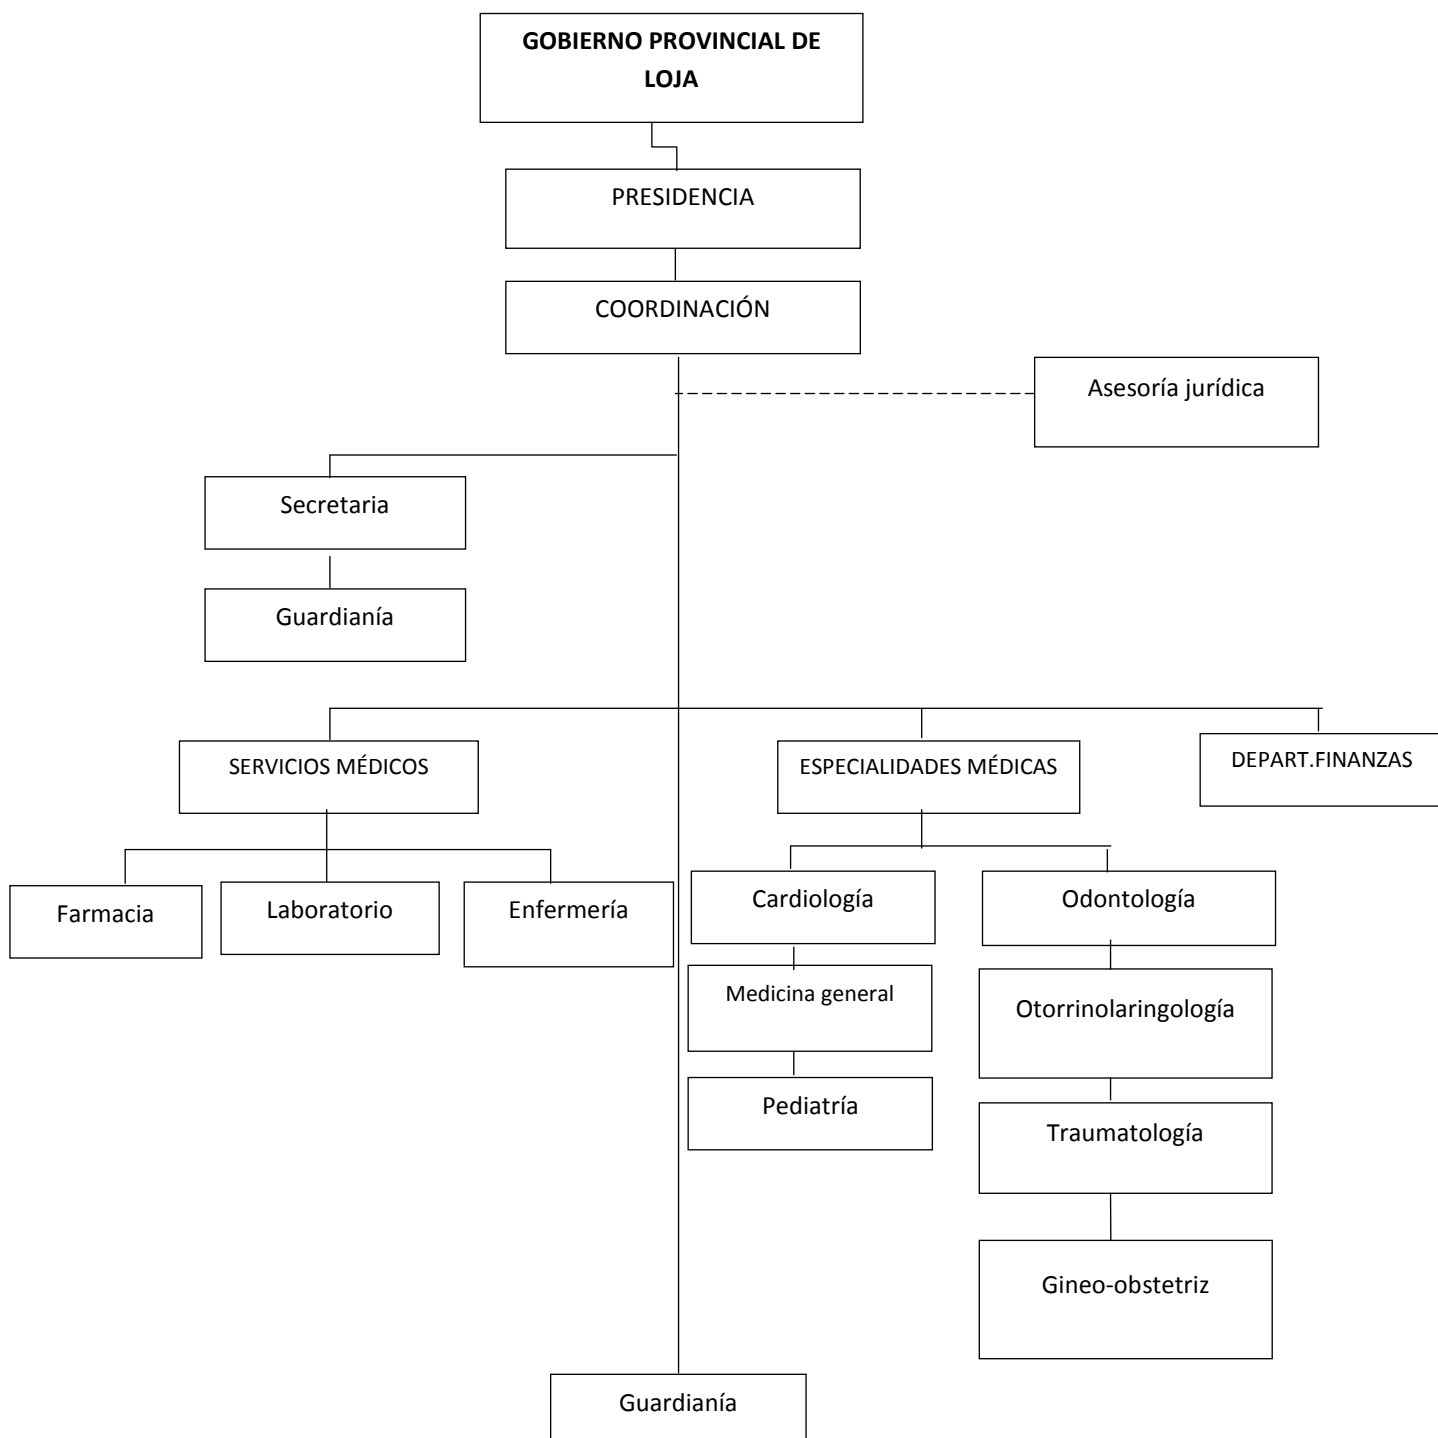 GOBIERNO PROVINCIAL DE
LOJA
PRESIDENCIA
COORDINACIÓN
Asesoría jurídica
Secretaria
Guardianía
SERVICIOS MÉDICOS
ESPECIALIDADES MÉDICAS
DEPART.FINANZAS
Farmacia
Laboratorio
Enfermería
Cardiología
Odontología
Medicina general
Otorrinolaringología
Pediatría
Traumatología
Gineo-obstetriz
Guardianía